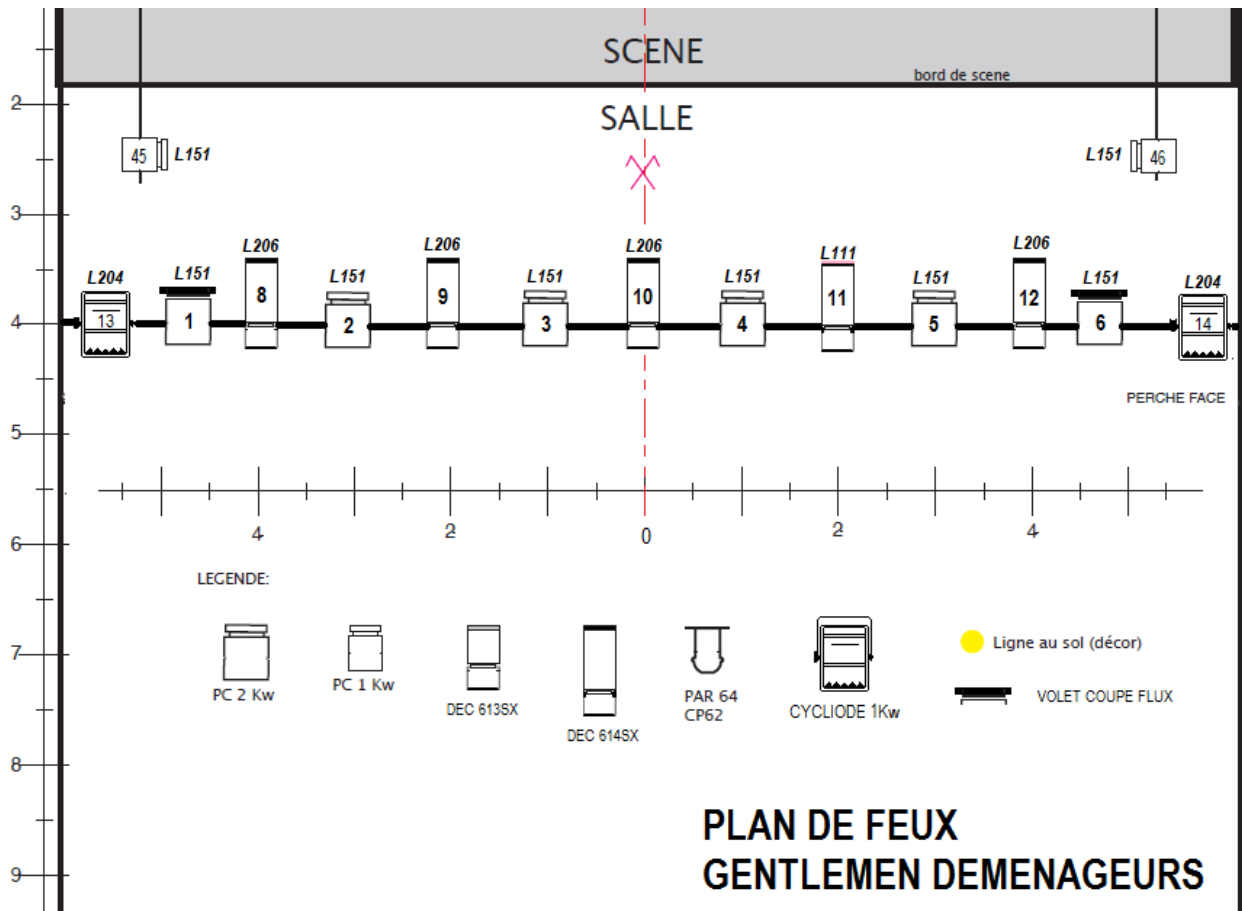 SCENE
bord de scene
2
SALLE
45 L151
L151 46
3
L204 L151 L206 L151 L206 L151 L206 L151 L111 L151 L206 L151 L204
4
13 1 8 2 9 3 10 4 11 5 12 6 14
PERCHE FACE
5
4 2 0 2 4
6
LEGENDE:
7
PC 2 Kw
PC 1 Kw
DEC 613SX
DEC 614SX
PAR 64
CP62
CYCLIODE 1Kw
Ligne au sol (décor)
VOLET COUPE FLUX
8
PLAN DE FEUX
GENTLEMEN DEMENAGEURS
9